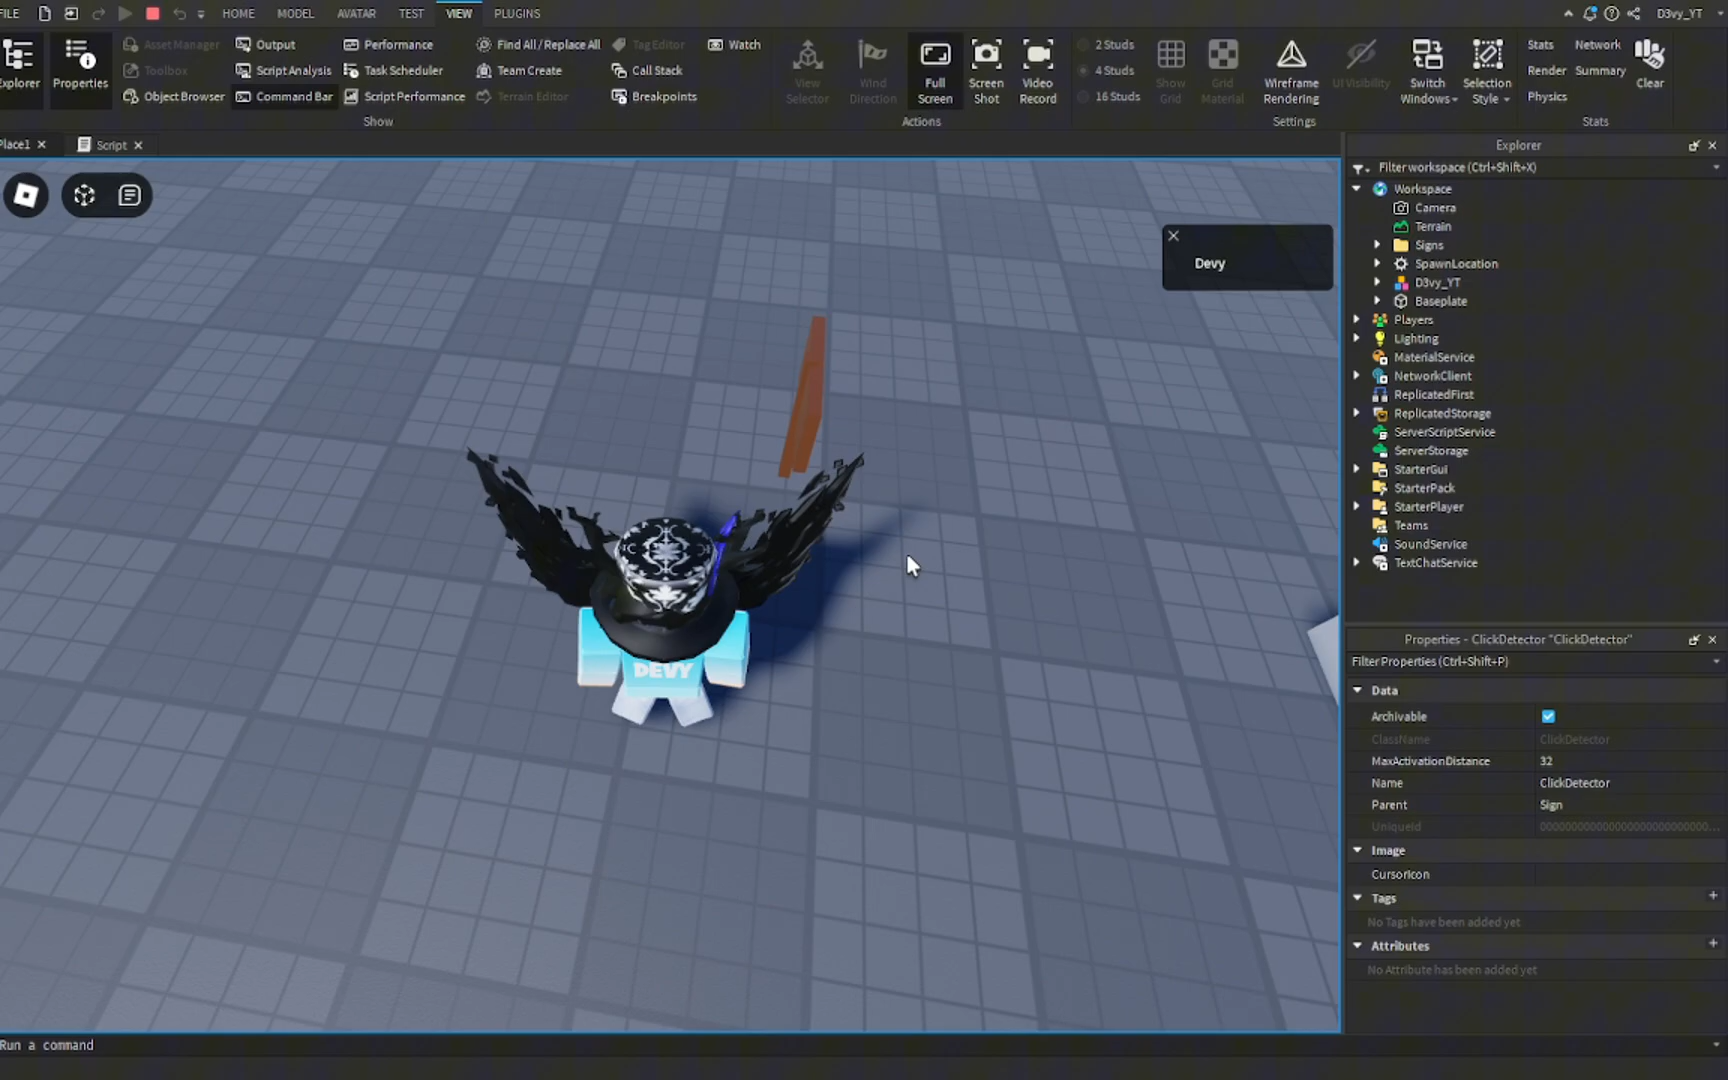 FILE HOME MODEL AVATAR TEST VIEW PLUGINS D3vy_YT
Explorer
Properties
Asset Manager
Toolbox
Object Browser
Output
Script Analysis
Command Bar
Performance
Task Scheduler
Script Performance
Find All / Replace All
Team Create
Terrain Editor
Tag Editor
Call Stack
Breakpoints
Watch
Show
View Selector
Wind Direction
Full Screen
Screen Shot
Video Record
Actions
2 Studs
4 Studs
16 Studs
Show Grid
Grid Material
Wireframe Rendering
UI Visibility
Switch Windows
Selection Style
Settings
Stats
Render
Physics
Network
Summary
Clear
Stats
Place1 Script
Devy
DEVY
Explorer
Filter workspace (Ctrl+Shift+X)
Workspace
Camera
Terrain
Signs
SpawnLocation
D3vy_YT
Baseplate
Players
Lighting
MaterialService
NetworkClient
ReplicatedFirst
ReplicatedStorage
ServerScriptService
ServerStorage
StarterGui
StarterPack
StarterPlayer
Teams
SoundService
TextChatService
Properties - ClickDetector "ClickDetector"
Filter Properties (Ctrl+Shift+P)
Data
Archivable
ClassName ClickDetector
MaxActivationDistance 32
Name ClickDetector
Parent Sign
UniqueId 00000000000000000000000000...
Image
CursorIcon
Tags
No Tags have been added yet
Attributes
No Attribute has been added yet
Run a command